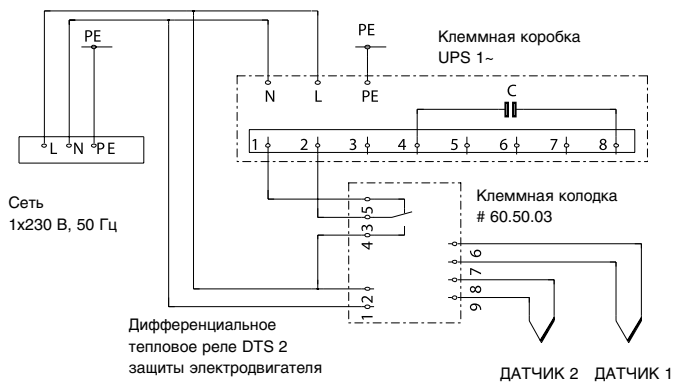 PE
PE
Клеммная коробка
UPS 1~
N L PE
C
L N PE
1 2 3 4 5 6 7 8
Сеть
1x230 В, 50 Гц
Клеммная колодка
# 60.50.03
5
3
4
6
7
8
9
2
1
Дифференциальное
тепловое реле DTS 2
защиты электродвигателя
ДАТЧИК 2 ДАТЧИК 1